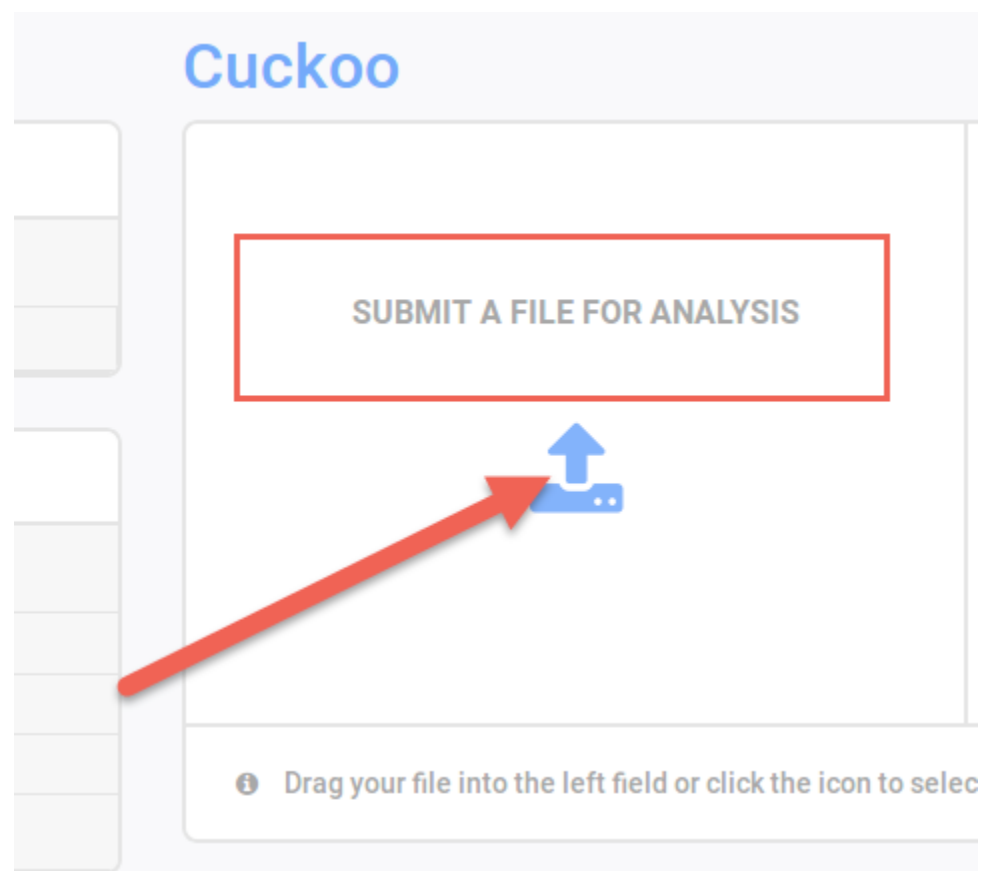 Cuckoo
SUBMIT A FILE FOR ANALYSIS
Drag your file into the left field or click the icon to selec